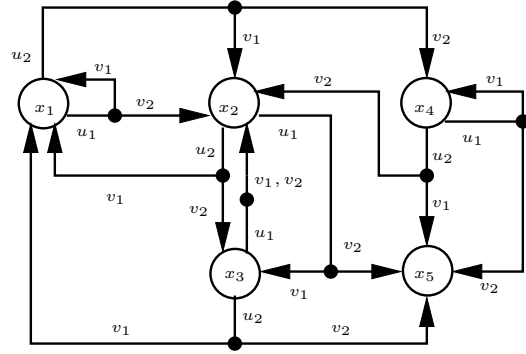 u₂ v₁ v₂
v₁ v₂ v₁
x₁ v₂ x₂ x₄
u₁ u₁ u₁
u₂ u₂
v₁ v₂ v₁, v₂ v₁
u₁ v₂
x₃ v₁ x₅ v₂
u₂
v₁ v₂